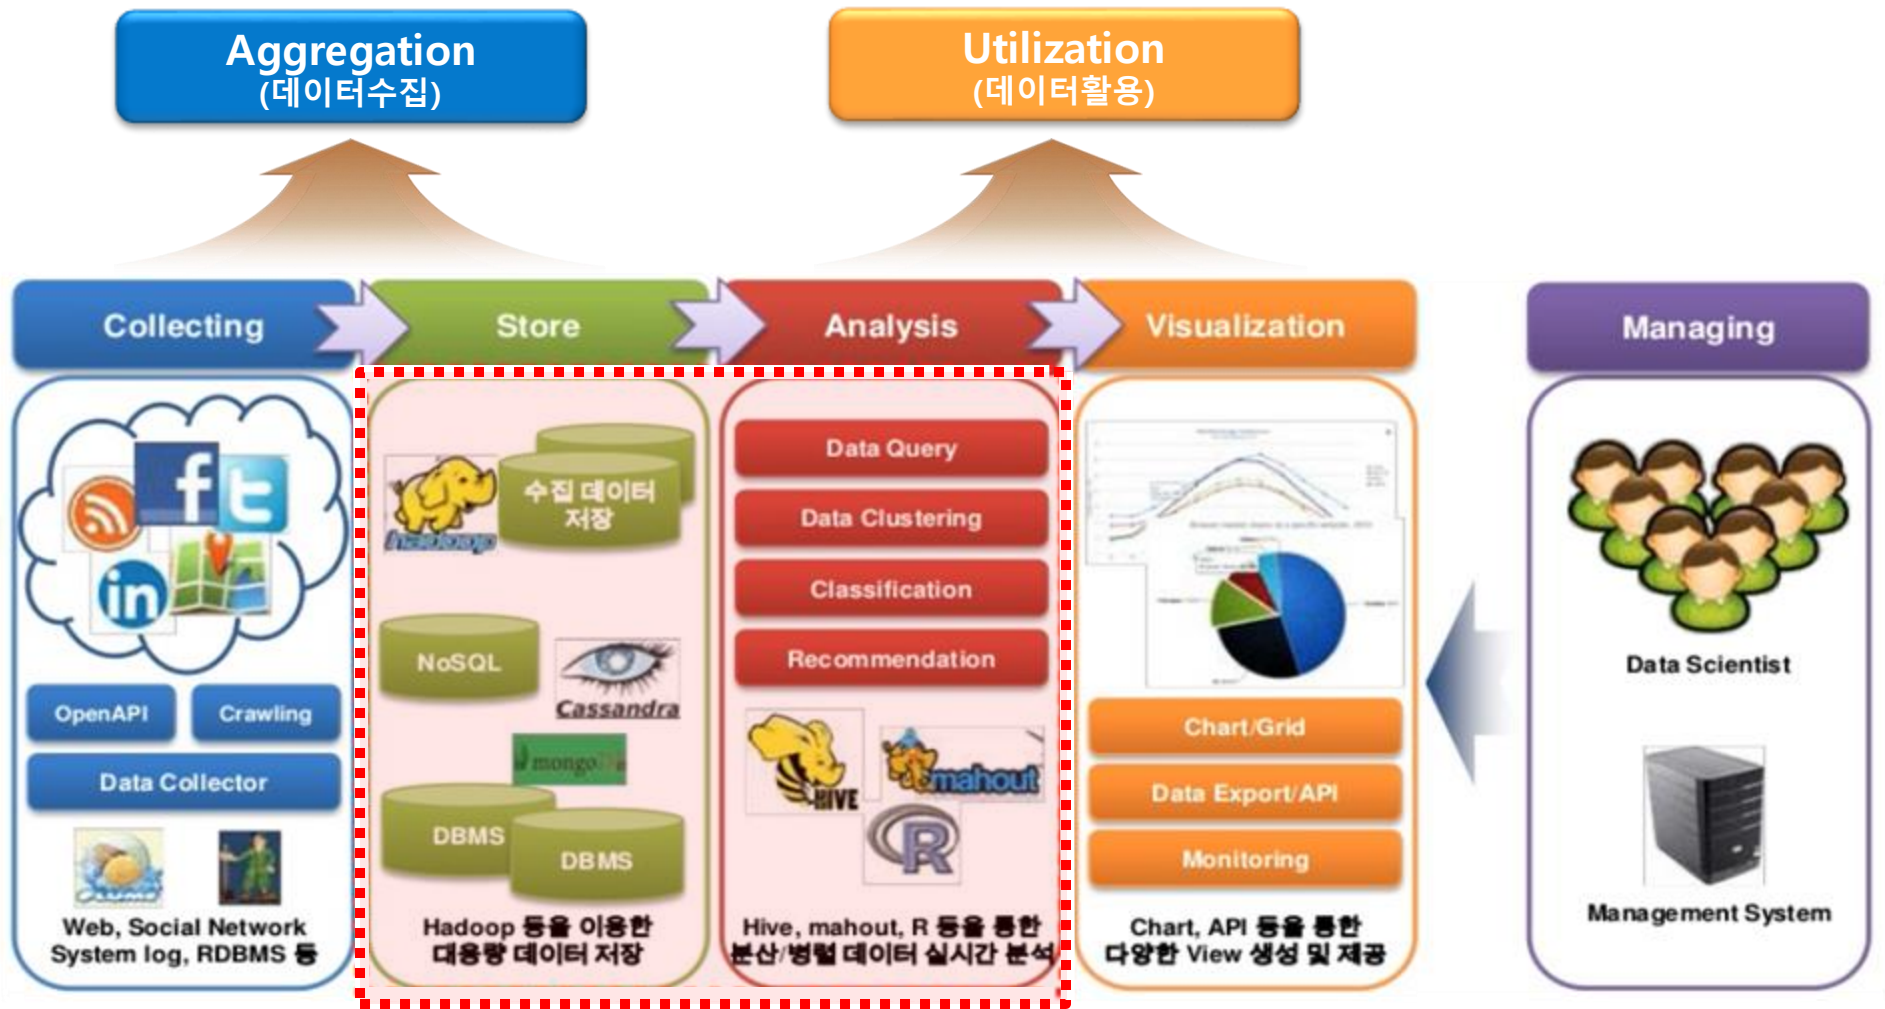 Aggregation
(데이터수집)
Utilization
(데이터활용)
Collecting
Store
Analysis
Visualization
Managing
OpenAPI
Crawling
Data Collector
Web, Social Network
System log, RDBMS 등
hadoop
수집 데이터
저장
NoSQL
Cassandra
mongoDB
DBMS
DBMS
Hadoop 등을 이용한
대용량 데이터 저장
Data Query
Data Clustering
Classification
Recommendation
HIVE
mahout
R
Hive, mahout, R 등을 통한
분산/병렬 데이터 실시간 분석
Chart/Grid
Data Export/API
Monitoring
Chart, API 등을 통한
다양한 View 생성 및 제공
Data Scientist
Management System